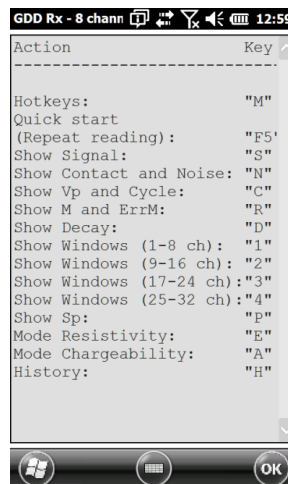 GDD Rx - 8 chann 12:59
Action Key
---------------------------
Hotkeys: "M"
Quick start
(Repeat reading): "F5'
Show Signal: "S"
Show Contact and Noise: "N"
Show Vp and Cycle: "C"
Show M and ErrM: "R"
Show Decay: "D"
Show Windows (1-8 ch): "1"
Show Windows (9-16 ch): "2"
Show Windows (17-24 ch):"3"
Show Windows (25-32 ch):"4"
Show Sp: "P"
Mode Resistivity: "E"
Mode Chargeability: "A"
History: "H"
OK